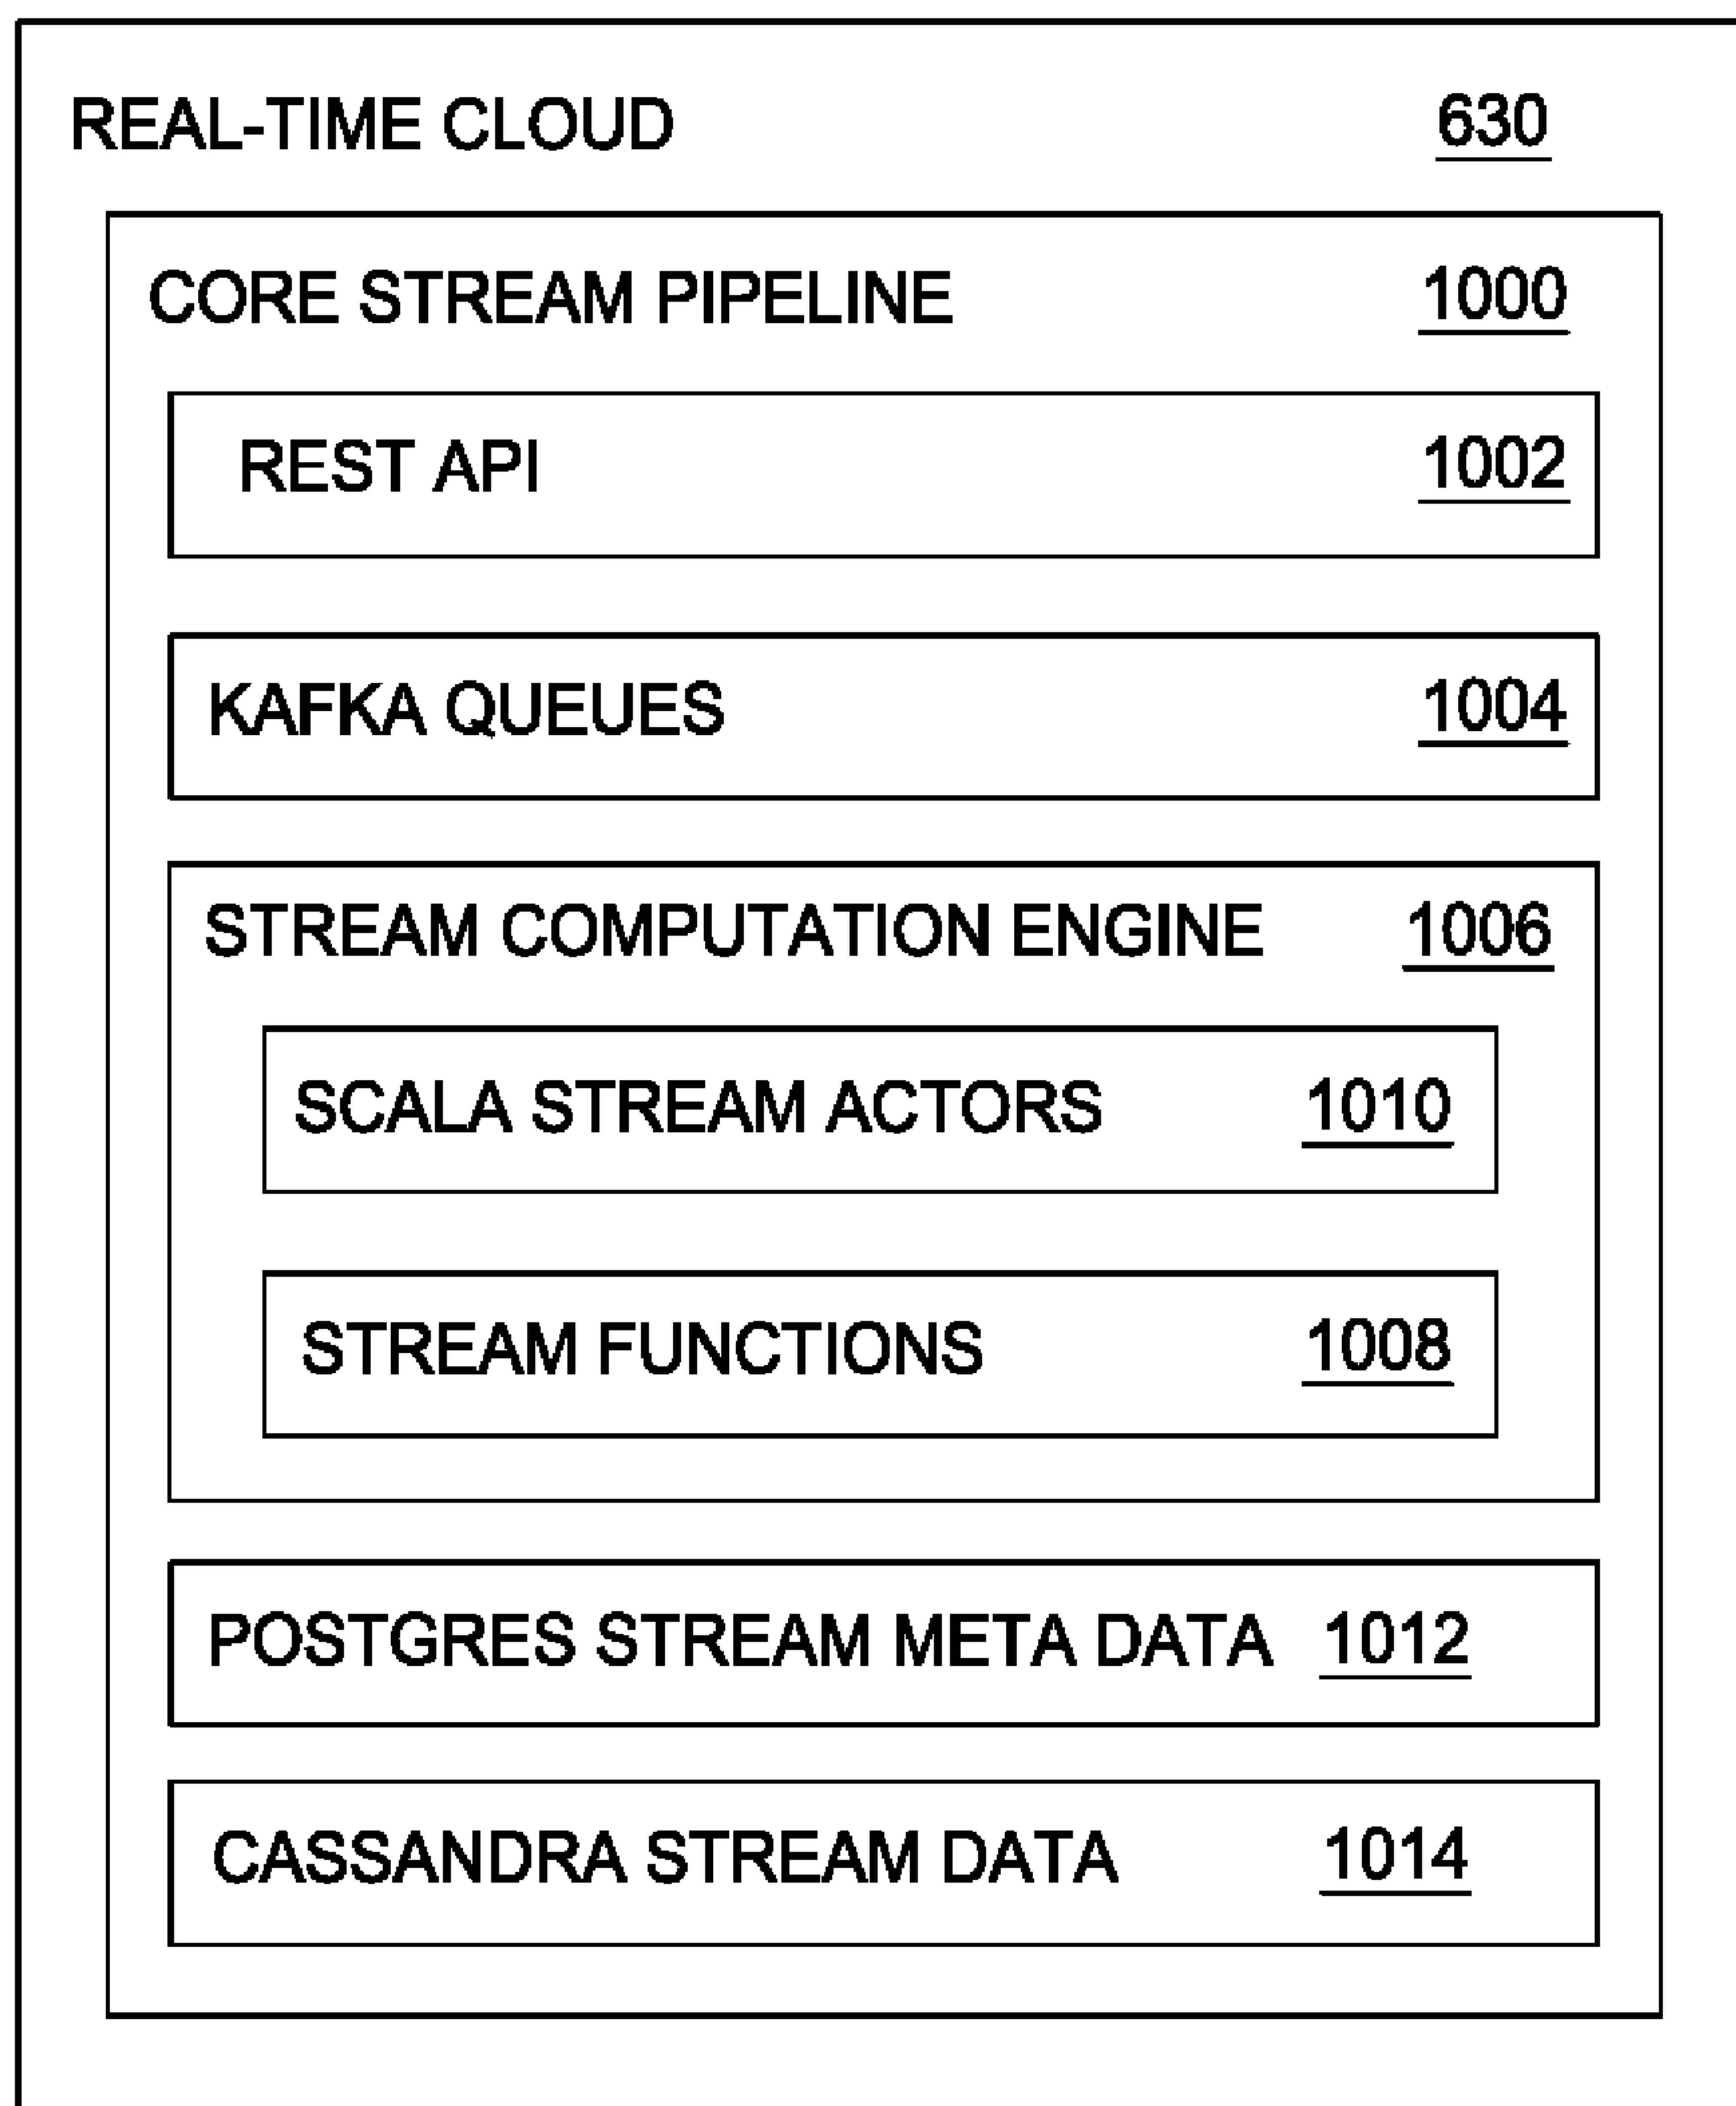 REAL-TIME CLOUD 630
CORE STREAM PIPELINE 1000
REST API 1002
KAFKA QUEUES 1004
STREAM COMPUTATION ENGINE 1006
SCALA STREAM ACTORS 1010
STREAM FUNCTIONS 1008
POSTGRES STREAM META DATA 1012
CASSANDRA STREAM DATA 1014